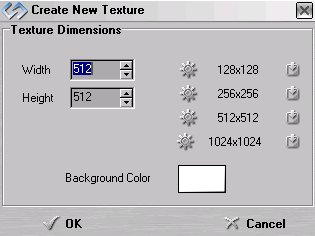 Create New Texture
Texture Dimensions
Width 512 128x128
Height 512 256x256
512x512
1024x1024
Background Color
OK Cancel